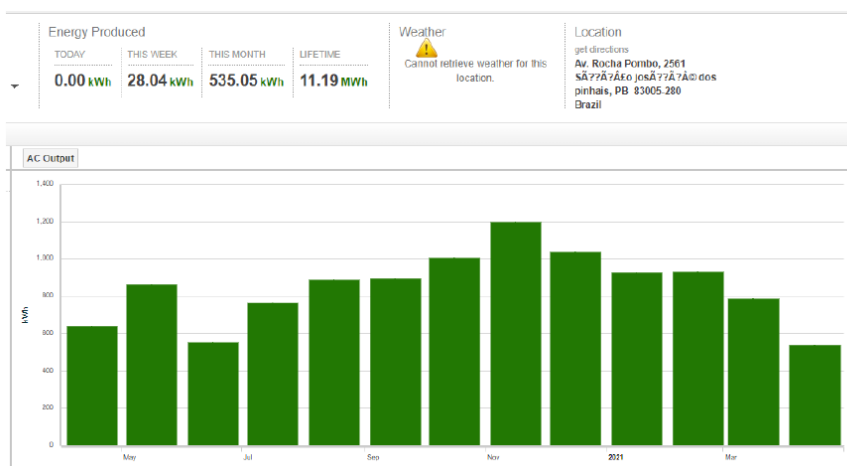 Energy Produced
TODAY THIS WEEK THIS MONTH LIFETIME
0.00 kWh 28.04 kWh 535.05 kWh 11.19 MWh
Weather
Cannot retrieve weather for this
location.
Location
get directions
Av. Rocha Pombo, 2561
SÃ??Ã?Â£o josÃ??Ã?Â© dos
pinhais, PB 83005-280
Brazil
AC Output
1,400
1,200
1,000
800
600
400
200
0
kWh
May Jul Sep Nov 2021 Mar